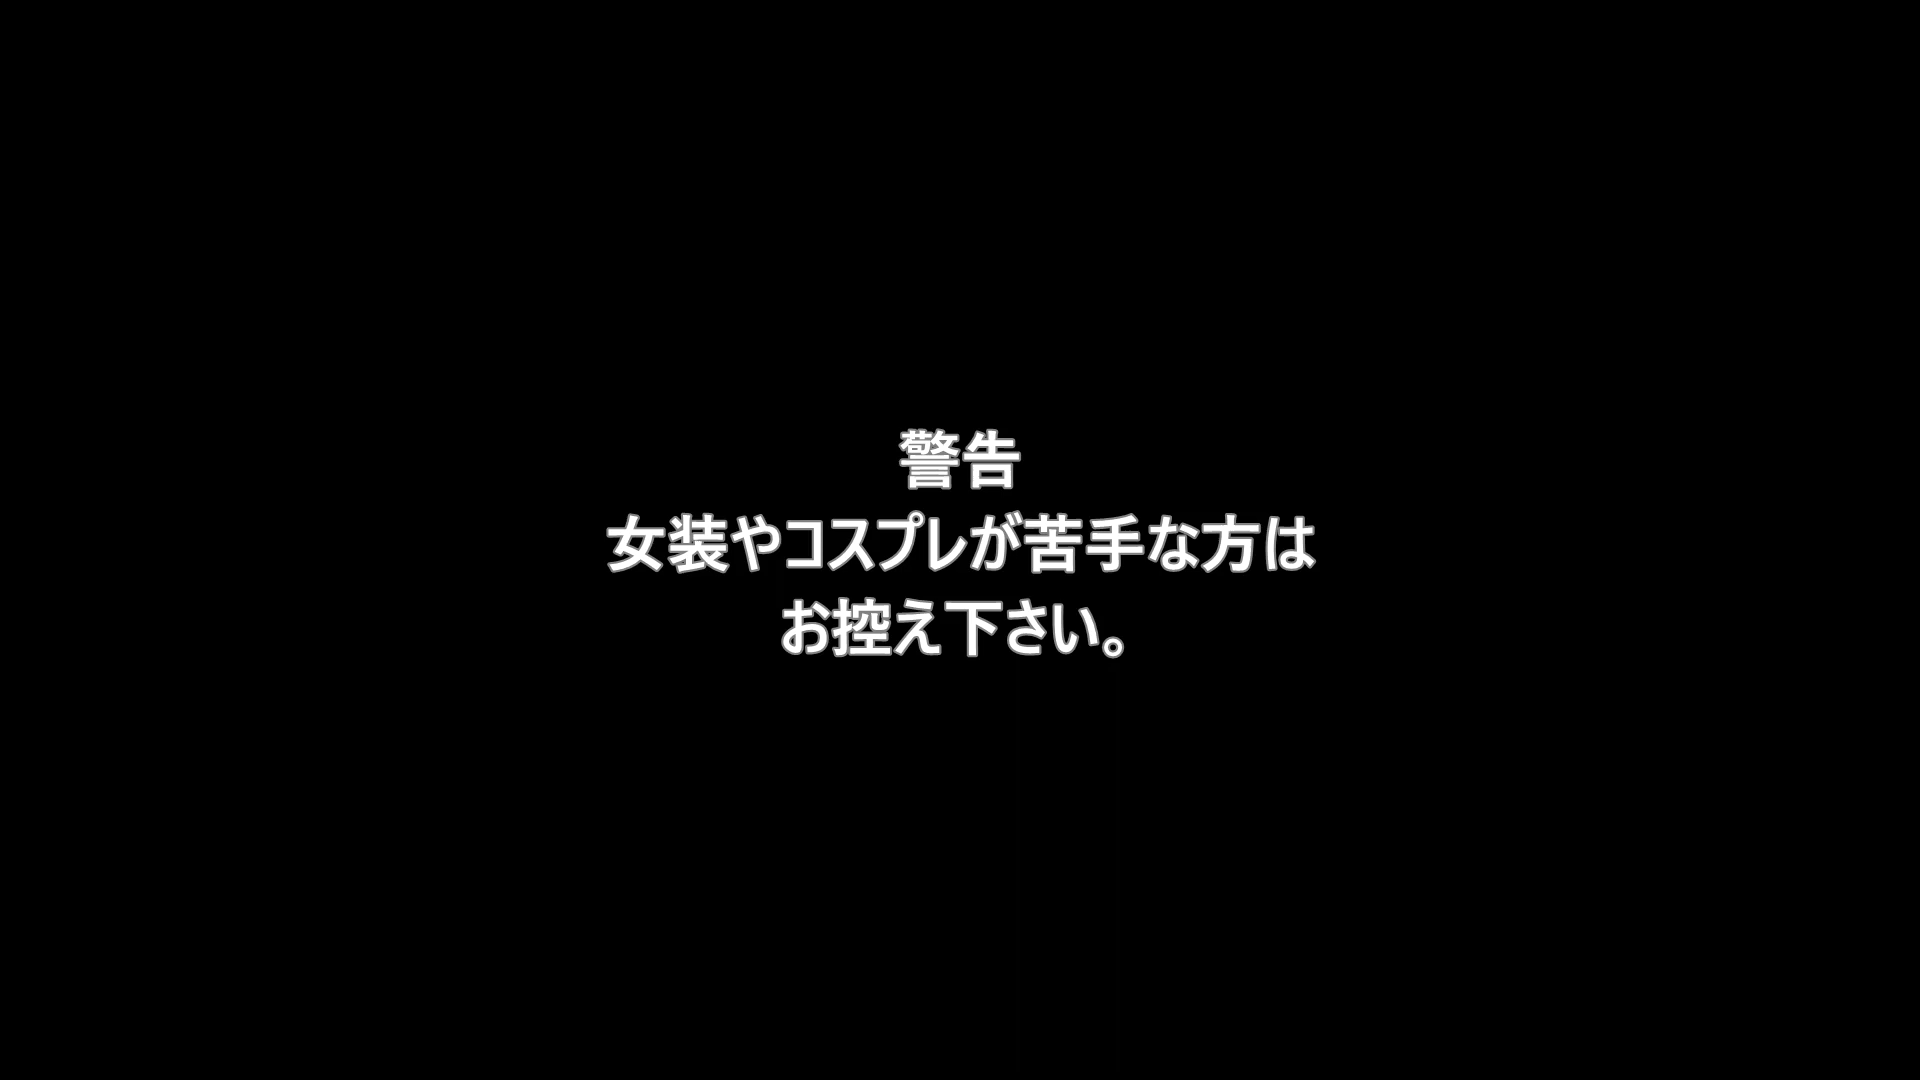 警告
女装やコスプレが苦手な方は
お控え下さい。